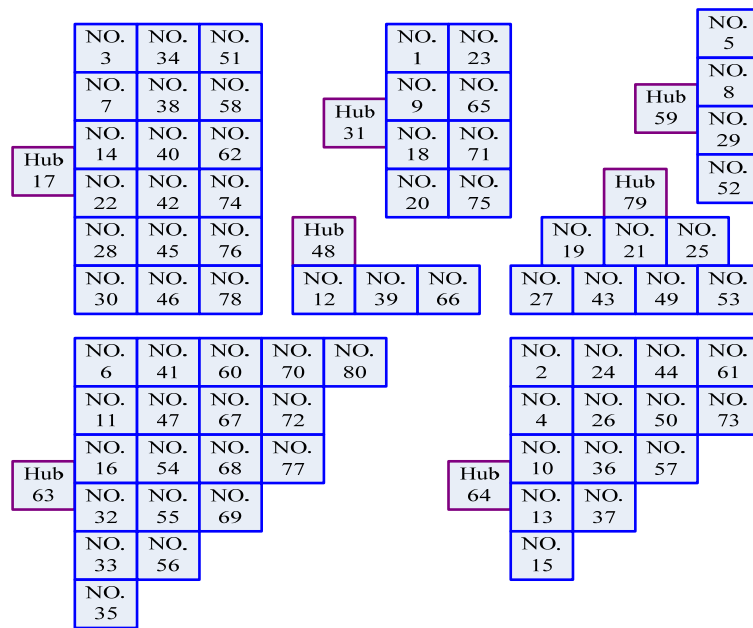 Hub
17
NO. NO. NO.
3 34 51
NO. NO. NO.
7 38 58
NO. NO. NO.
14 40 62
NO. NO. NO.
22 42 74
NO. NO. NO.
28 45 76
NO. NO. NO.
30 46 78
Hub
31
NO. NO.
1 23
NO. NO.
9 65
NO. NO.
18 71
NO. NO.
20 75
Hub
59
NO.
5
NO.
8
NO.
29
NO.
52
Hub
48
NO. NO. NO.
12 39 66
Hub
79
NO. NO. NO.
19 21 25
NO. NO. NO. NO.
27 43 49 53
Hub
63
NO. NO. NO. NO. NO.
6 41 60 70 80
NO. NO. NO. NO.
11 47 67 72
NO. NO. NO. NO.
16 54 68 77
NO. NO. NO.
32 55 69
NO. NO.
33 56
NO.
35
Hub
64
NO. NO. NO. NO.
2 24 44 61
NO. NO. NO. NO.
4 26 50 73
NO. NO. NO.
10 36 57
NO. NO.
13 37
NO.
15